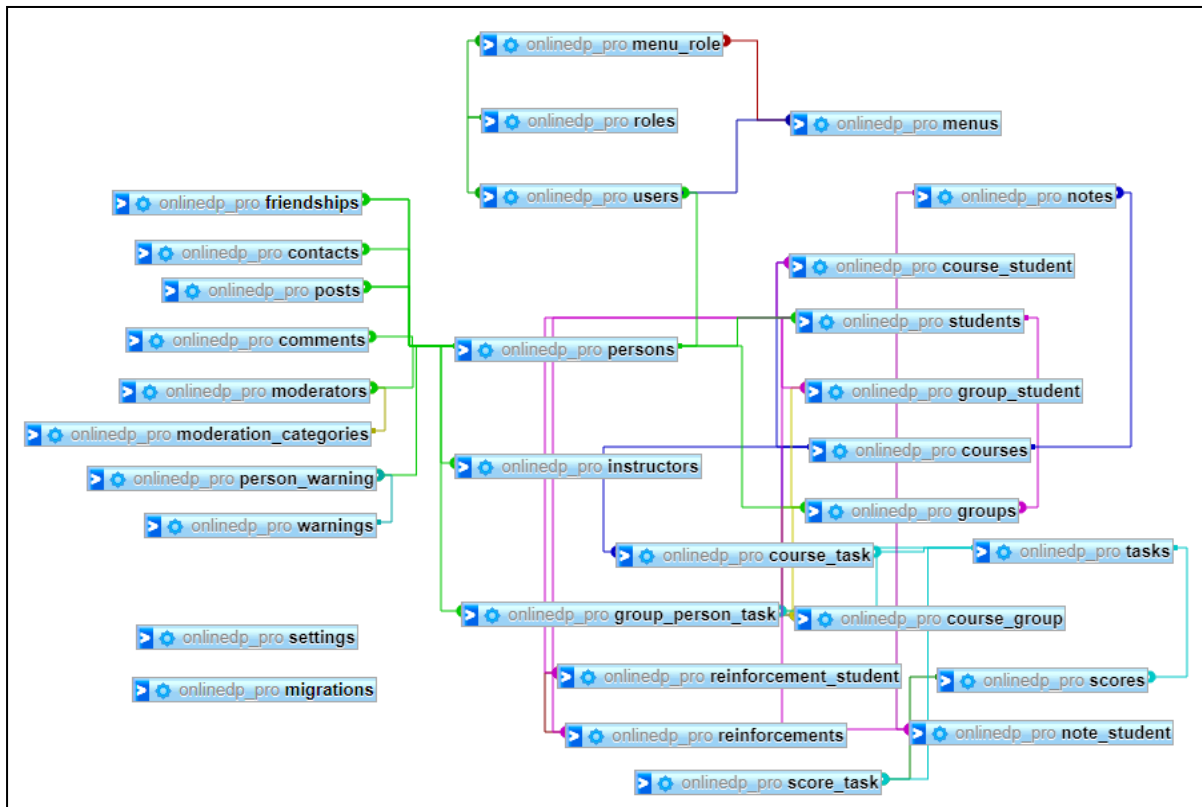 onlinedp_pro menu_role
onlinedp_pro roles
onlinedp_pro menus
onlinedp_pro users
onlinedp_pro notes
onlinedp_pro friendships
onlinedp_pro contacts
onlinedp_pro course_student
onlinedp_pro posts
onlinedp_pro students
onlinedp_pro comments
onlinedp_pro persons
onlinedp_pro moderators
onlinedp_pro group_student
onlinedp_pro moderation_categories
onlinedp_pro courses
onlinedp_pro instructors
onlinedp_pro person_warning
onlinedp_pro groups
onlinedp_pro warnings
onlinedp_pro course_task
onlinedp_pro tasks
onlinedp_pro group_person_task
onlinedp_pro course_group
onlinedp_pro settings
onlinedp_pro reinforcement_student
onlinedp_pro scores
onlinedp_pro migrations
onlinedp_pro reinforcements
onlinedp_pro note_student
onlinedp_pro score_task